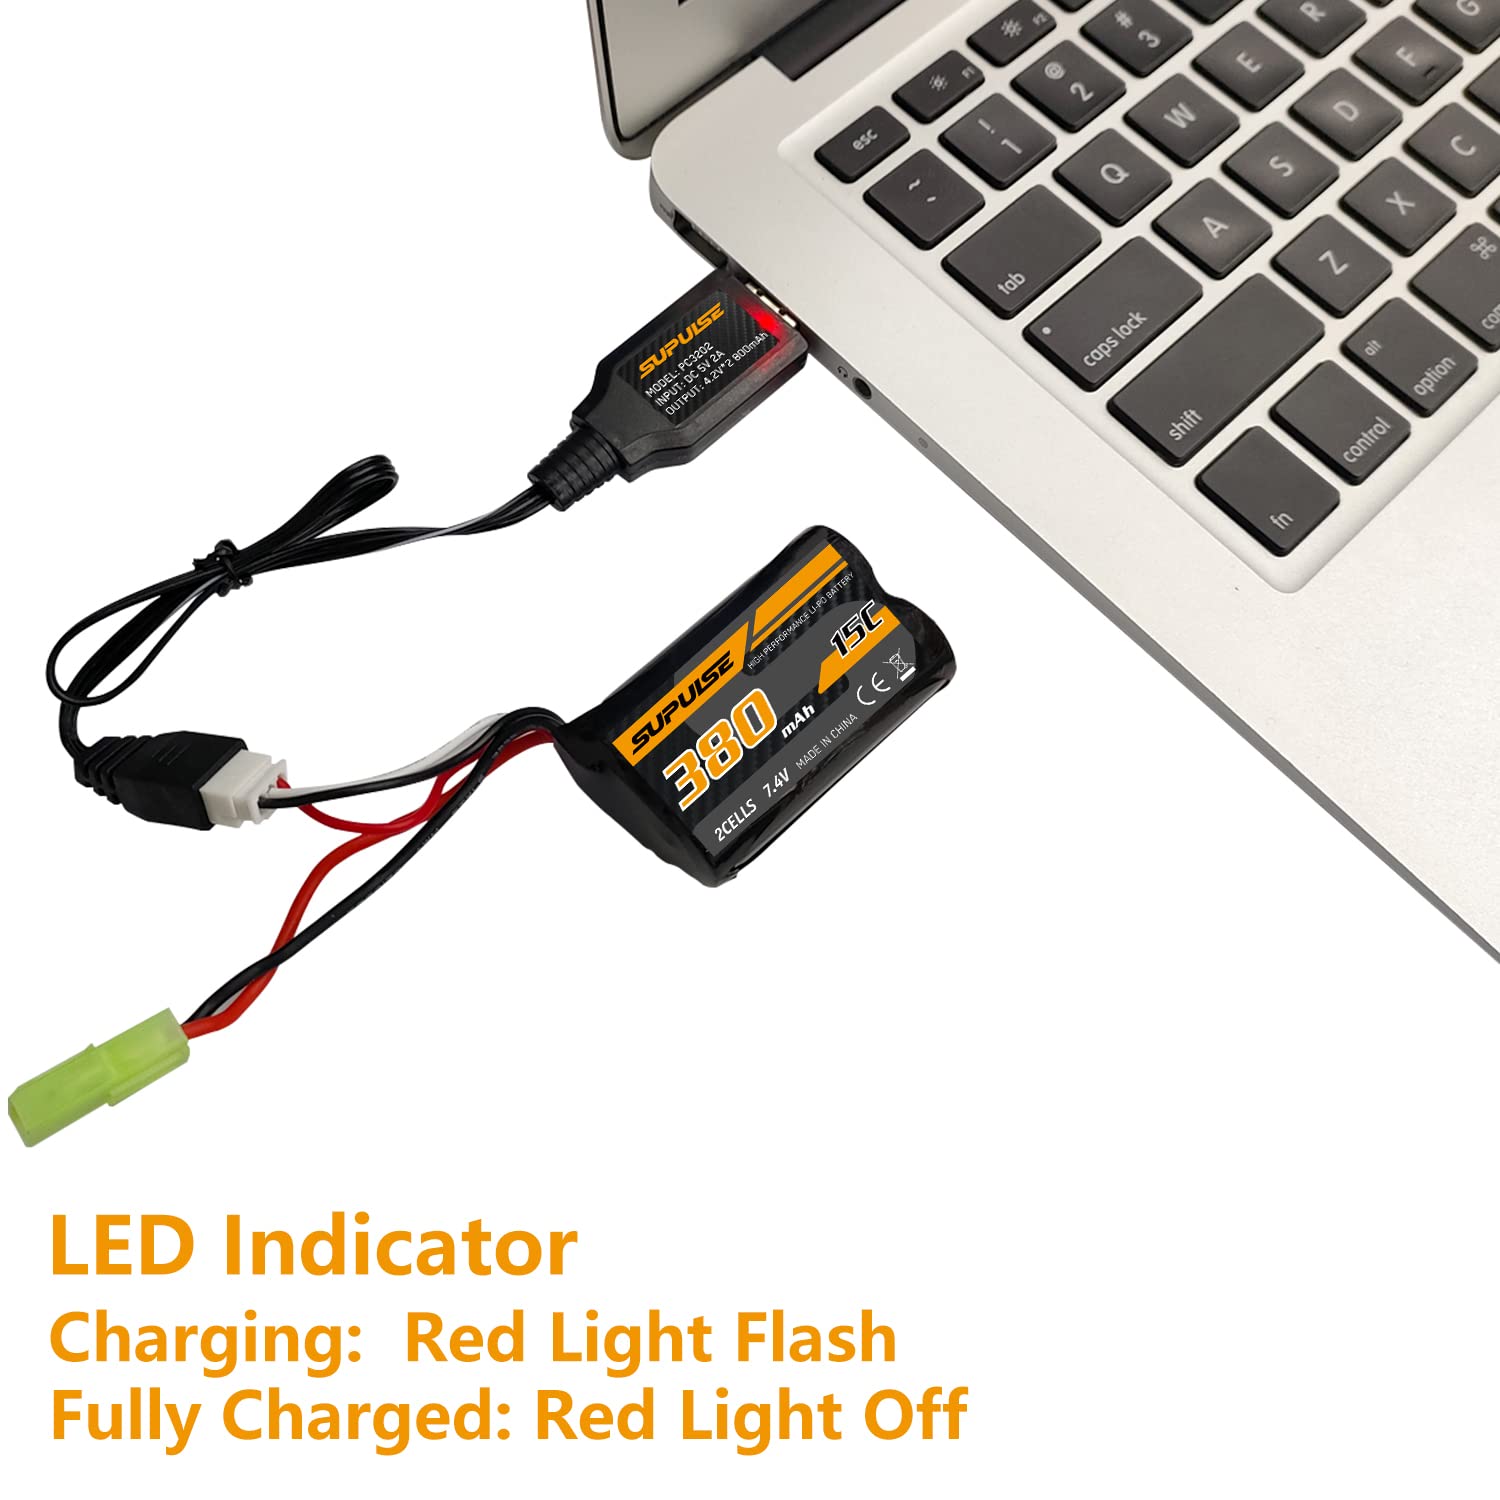 SUPULSE
MODEL: PC3202
INPUT: DC 5V 2A
OUTPUT: 4.2V*2 800mAh
esc
F1
F2
~
`
!
1
@
2
#
3
tab
Q
W
E
R
caps lock
A
S
D
F
G
shift
Z
X
C
fn
control
alt
option
⌘
SUPULSE
HIGH PERFORMANCE LI-PO BATTERY
380 mAh
15C
2CELLS 7.4V MADE IN CHINA
CE
LED Indicator
Charging: Red Light Flash
Fully Charged: Red Light Off